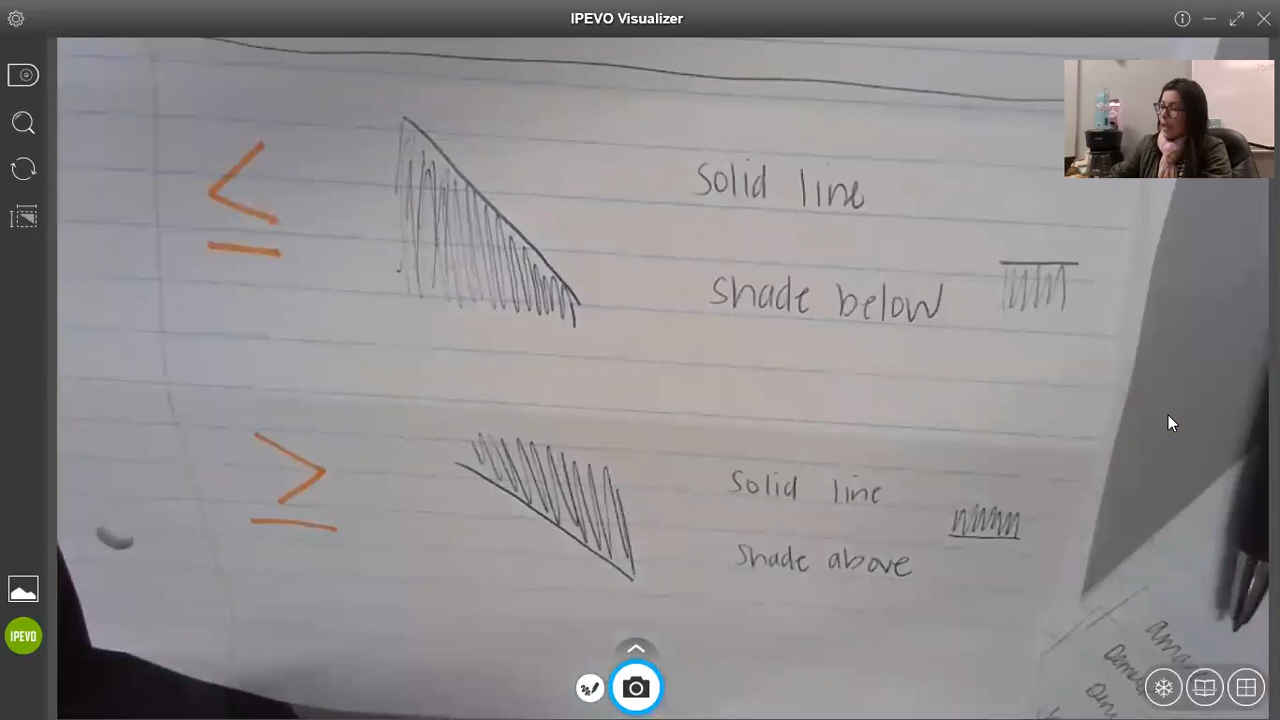 IPEVO Visualizer
≤ solid line
shade below
≥ solid line
shade above
IPEVO